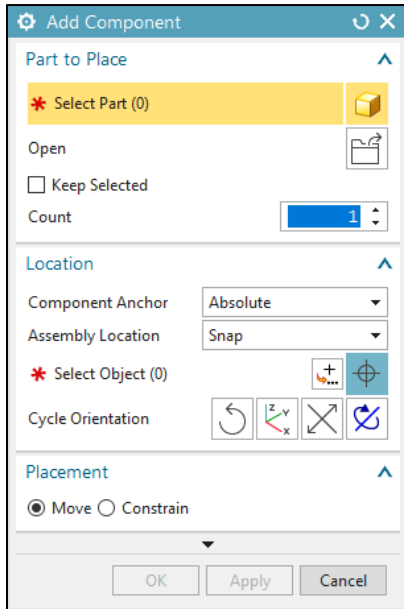 Add Component
Part to Place
* Select Part (0)
Open
Keep Selected
Count 1
Location
Component Anchor Absolute
Assembly Location Snap
* Select Object (0)
Cycle Orientation Z Y X
Placement
Move Constrain
OK Apply Cancel